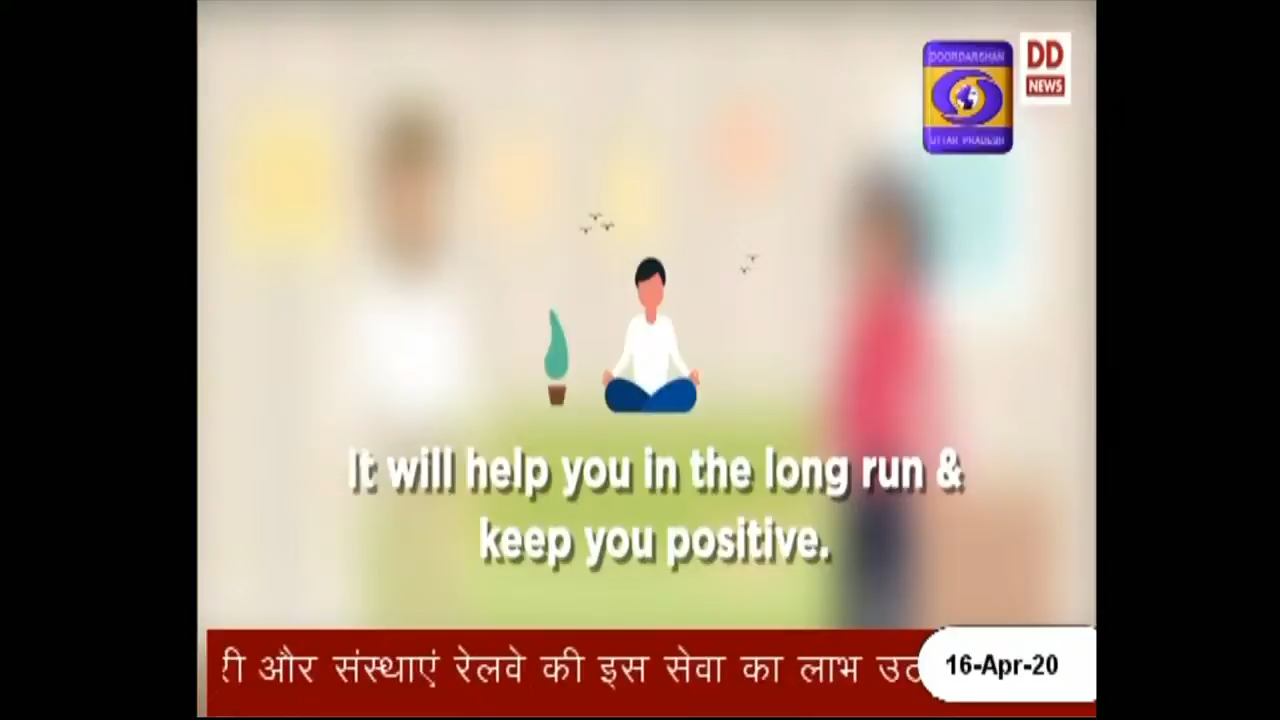 DOORDARSHAN
UTTAR PRADESH
DD
NEWS
It will help you in the long run &
keep you positive.
और संस्थाएं रेलवे की इस सेवा का लाभ
16-Apr-20